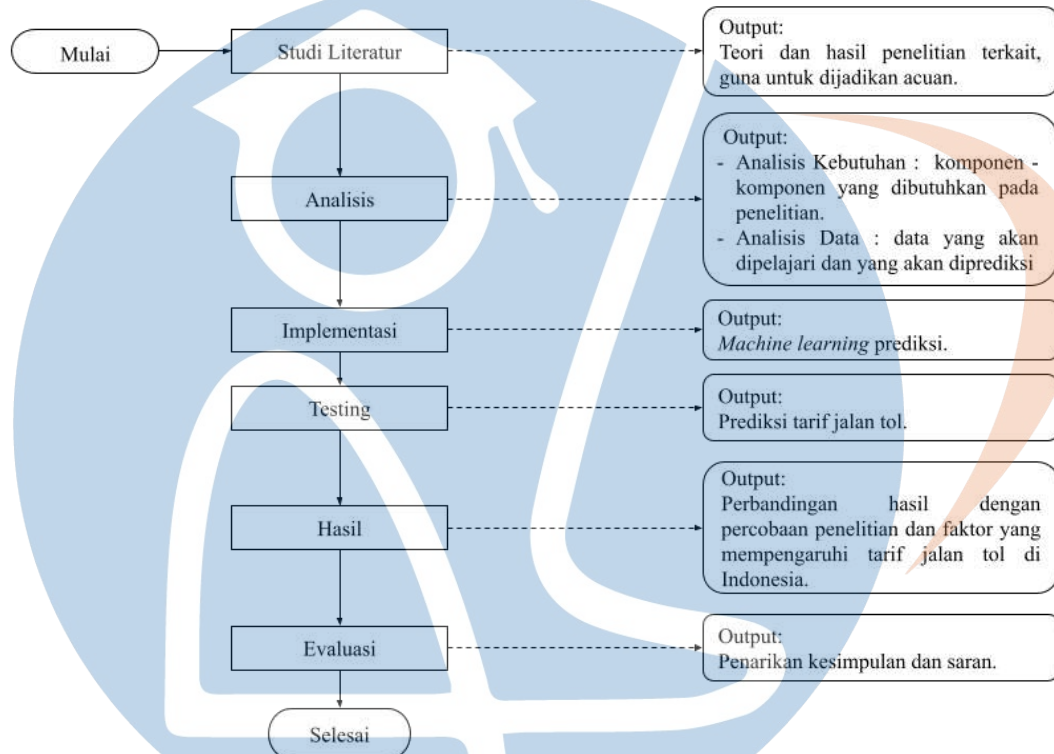 Mulai
Studi Literatur
Output:
Teori dan hasil penelitian terkait,
guna untuk dijadikan acuan.
Analisis
Output:
- Analisis Kebutuhan : komponen -
komponen yang dibutuhkan pada
penelitian.
- Analisis Data : data yang akan
dipelajari dan yang akan diprediksi
Implementasi
Output:
Machine learning prediksi.
Testing
Output:
Prediksi tarif jalan tol.
Hasil
Output:
Perbandingan hasil dengan
percobaan penelitian dan faktor yang
mempengaruhi tarif jalan tol di
Indonesia.
Evaluasi
Output:
Penarikan kesimpulan dan saran.
Selesai